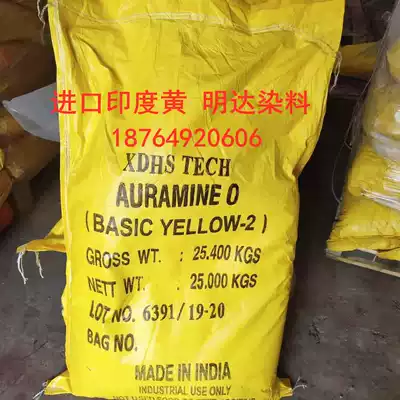 进口印度黄 明达染料
18764920606
XDHS TECH
AURAMINE O
( BASIC YELLOW-2 )
GROSS WT. : 25.400 KGS
NETT WT. : 25.000 KGS
LOT NO. 6391/19-20
BAG NO.
MADE IN INDIA
INDUSTRIAL USE ONLY